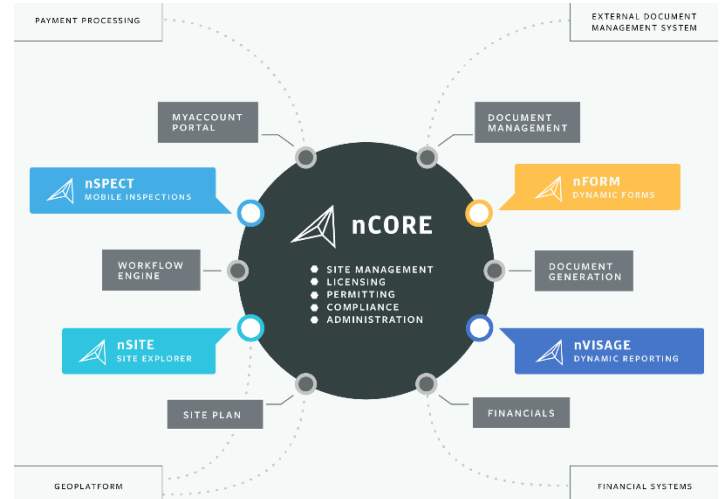 PAYMENT PROCESSING
EXTERNAL DOCUMENT
MANAGEMENT SYSTEM
MYACCOUNT
PORTAL
DOCUMENT
MANAGEMENT
nSPECT
MOBILE INSPECTIONS
nFORM
DYNAMIC FORMS
nCORE
SITE MANAGEMENT
LICENSING
PERMITTING
COMPLIANCE
ADMINISTRATION
WORKFLOW
ENGINE
DOCUMENT
GENERATION
nSITE
SITE EXPLORER
nVISAGE
DYNAMIC REPORTING
SITE PLAN
FINANCIALS
GEOPLATFORM
FINANCIAL SYSTEMS